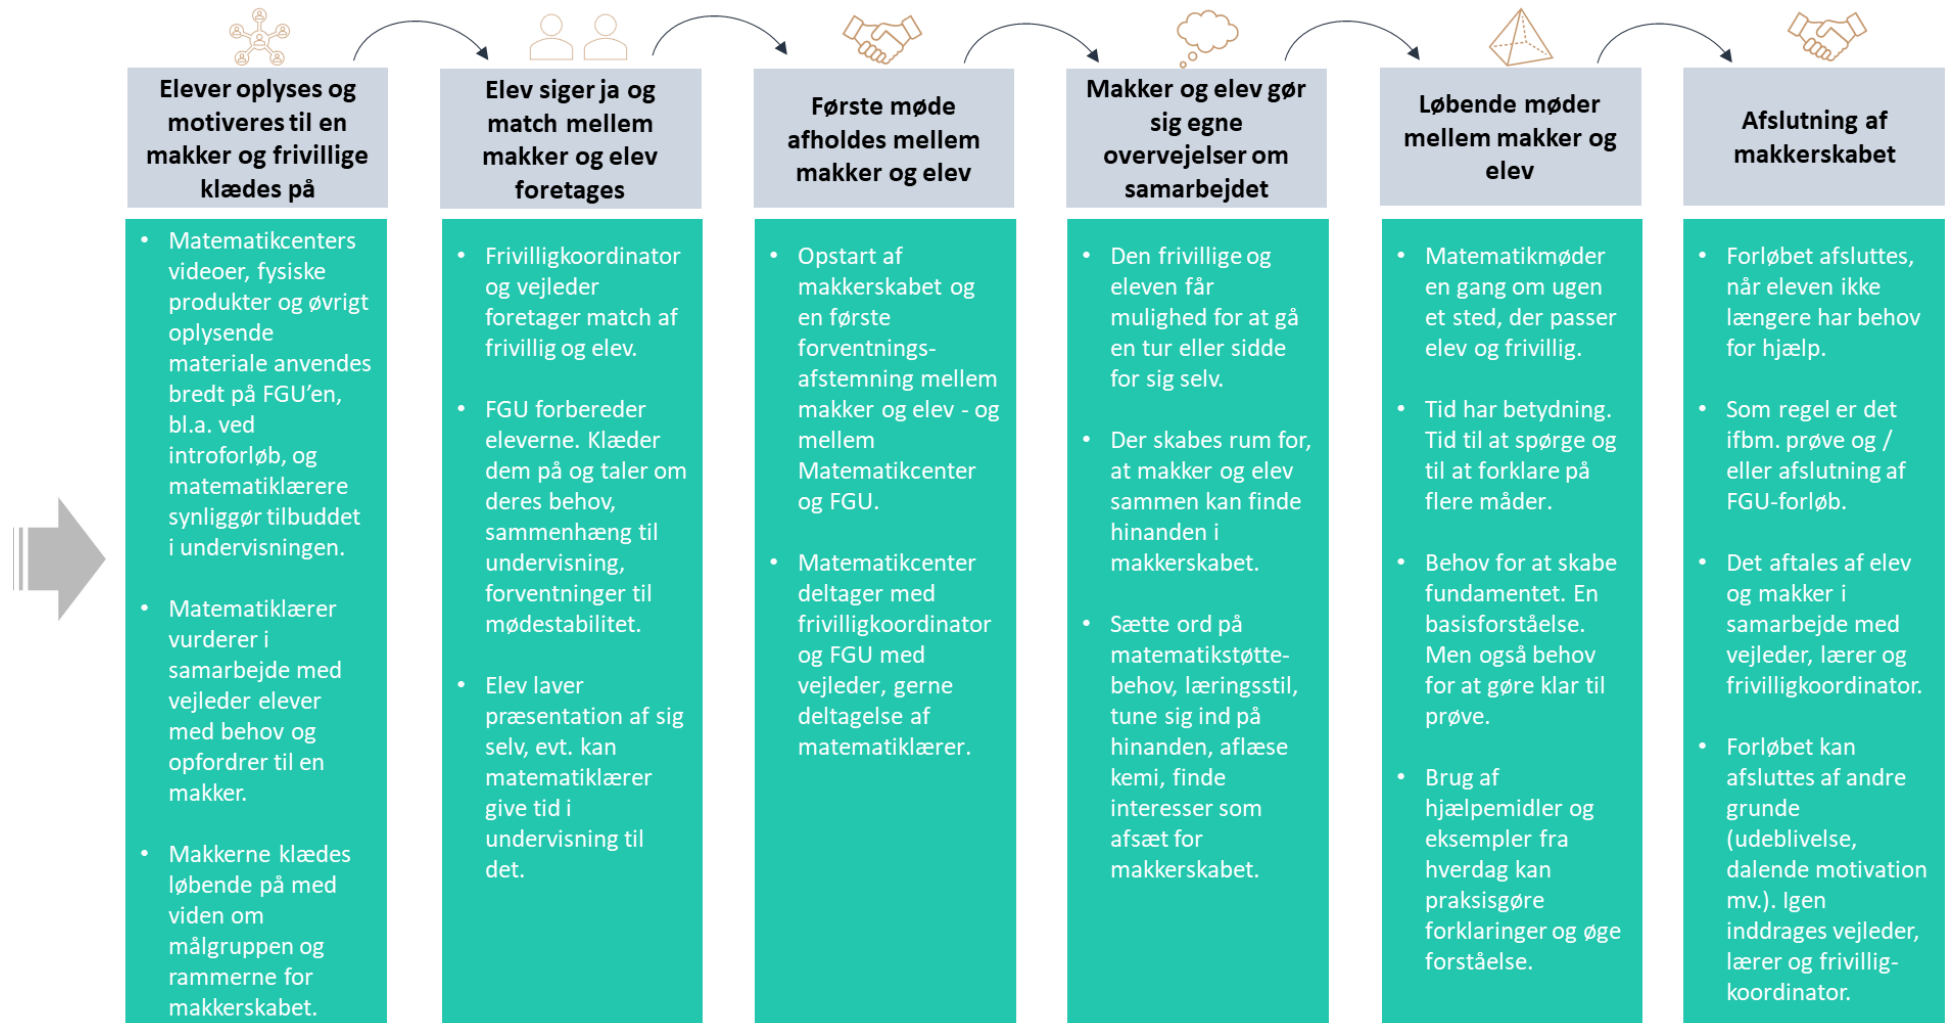 Elever oplyses og
motiveres til en
makker og frivillige
klædes på
Matematikcenters
videoer, fysiske
produkter og øvrigt
oplysende
materiale anvendes
bredt på FGU’en,
bl.a. ved
introforløb, og
matematiklærere
synliggør tilbuddet
i undervisningen.
Matematiklærer
vurderer i
samarbejde med
vejleder elever
med behov og
opfordrer til en
makker.
Makkerne klædes
løbende på med
viden om
målgruppen og
rammerne for
makkerskabet.
Elev siger ja og
match mellem
makker og elev
foretages
Frivilligkoordinator
og vejleder
foretager match af
frivillig og elev.
FGU forbereder
eleverne. Klæder
dem på og taler om
deres behov,
sammenhæng til
undervisning,
forventninger til
mødestabilitet.
Elev laver
præsentation af sig
selv, evt. kan
matematiklærer
give tid i
undervisning til
det.
Første møde
afholdes mellem
makker og elev
Opstart af
makkerskabet og
en første
forventnings-
afstemning mellem
makker og elev - og
mellem
Matematikcenter
og FGU.
Matematikcenter
deltager med
frivilligkoordinator
og FGU med
vejleder, gerne
deltagelse af
matematiklærer.
Makker og elev gør
sig egne
overvejelser om
samarbejdet
Den frivillige og
eleven får
mulighed for at gå
en tur eller sidde
for sig selv.
Der skabes rum for,
at makker og elev
sammen kan finde
hinanden i
makkerskabet.
Sætte ord på
matematikstøtte-
behov, læringsstil,
tune sig ind på
hinanden, aflæse
kemi, finde
interesser som
afsæt for
makkerskabet.
Løbende møder
mellem makker og
elev
Matematikmøder
en gang om ugen
et sted, der passer
elev og frivillig.
Tid har betydning.
Tid til at spørge og
til at forklare på
flere måder.
Behov for at skabe
fundamentet. En
basisforståelse.
Men også behov
for at gøre klar til
prøve.
Brug af
hjælpemidler og
eksempler fra
hverdag kan
praksisgøre
forklaringer og øge
forståelse.
Afslutning af
makkerskabet
Forløbet afsluttes,
når eleven ikke
længere har behov
for hjælp.
Som regel er det
ifbm. prøve og /
eller afslutning af
FGU-forløb.
Det aftales af elev
og makker i
samarbejde med
vejleder, lærer og
frivilligkoordinator.
Forløbet kan
afsluttes af andre
grunde
(udeblivelse,
dalende motivation
mv.). Igen
inddrages vejleder,
lærer og frivillig-
koordinator.